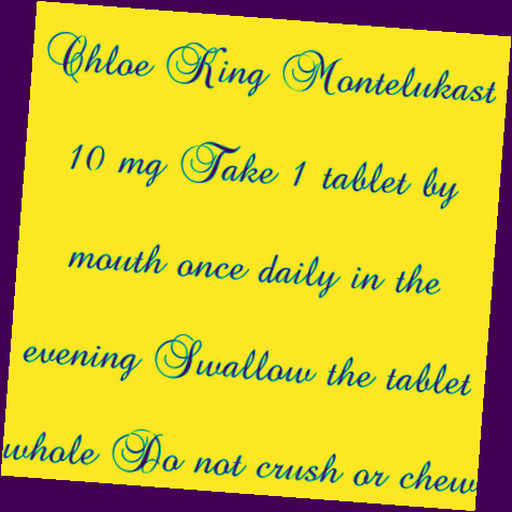 Chloe King Montelukast
10 mg Take 1 tablet by
mouth once daily in the
evening Swallow the tablet
whole Do not crush or chew